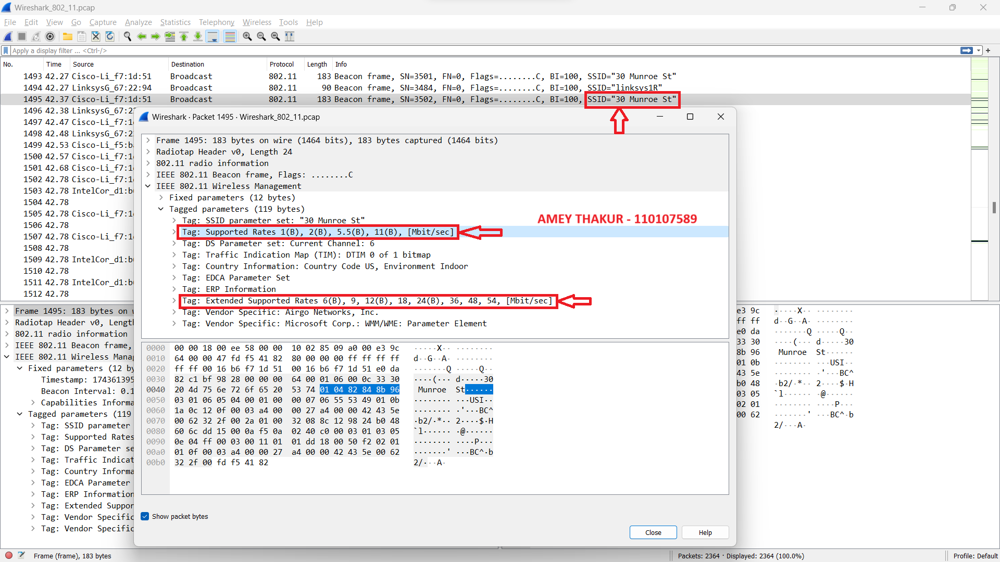 Wireshark_802_11.pcap
File Edit View Go Capture Analyze Statistics Telephony Wireless Tools Help
Apply a display filter ... <Ctrl-/>
No. Time Source Destination Protocol Length Info
1493 42.27 Cisco-Li_f7:1d:51 Broadcast 802.11 183 Beacon frame, SN=3501, FN=0, Flags=........C, BI=100, SSID="30 Munroe St"
1494 42.27 LinksysG_67:22:94 Broadcast 802.11 90 Beacon frame, SN=3484, FN=0, Flags=........C, BI=100, SSID="linksys1R"
1495 42.37 Cisco-Li_f7:1d:51 Broadcast 802.11 183 Beacon frame, SN=3502, FN=0, Flags=........C, BI=100, SSID="30 Munroe St"
1496 42.38 LinksysG_67:2
1497 42.47 Cisco-Li_f7:1
1498 42.48 LinksysG_67:2
1499 42.53 Cisco-Li_f5:b
1500 42.57 Cisco-Li_f7:1
1501 42.68 Cisco-Li_f7:1
1502 42.78 Cisco-Li_f7:1
1503 42.78 IntelCor_d1:b
1504 42.78
1505 42.78 Cisco-Li_f7:1
1506 42.78
1507 42.78 Cisco-Li_f7:1
1508 42.78
1509 42.78 IntelCor_d1:b
1510 42.78
1511 42.78 IntelCor_d1:b
1512 42.78
Wireshark · Packet 1495 · Wireshark_802_11.pcap
Frame 1495: 183 bytes on wire (1464 bits), 183 bytes captured (1464 bits)
Radiotap Header v0, Length 24
802.11 radio information
IEEE 802.11 Beacon frame, Flags: ........C
IEEE 802.11 Wireless Management
Fixed parameters (12 bytes)
Tagged parameters (119 bytes)
Tag: SSID parameter set: "30 Munroe St"
AMEY THAKUR - 110107589
Tag: Supported Rates 1(B), 2(B), 5.5(B), 11(B), [Mbit/sec]
Tag: DS Parameter set: Current Channel: 6
Tag: Traffic Indication Map (TIM): DTIM 0 of 1 bitmap
Tag: Country Information: Country Code US, Environment Indoor
Tag: EDCA Parameter Set
Tag: ERP Information
Tag: Extended Supported Rates 6(B), 9, 12(B), 18, 24(B), 36, 48, 54, [Mbit/sec]
Tag: Vendor Specific: Airgo Networks, Inc.
Tag: Vendor Specific: Microsoft Corp.: WMM/WME: Parameter Element
0000 00 00 18 00 ee 58 00 00 10 02 85 09 a0 00 e3 9c ·····X·· ········
0010 64 00 00 47 fd f5 41 82 80 00 00 00 ff ff ff ff d··G··A· ········
0020 ff ff 00 16 b6 f7 1d 51 00 16 b6 f7 1d 51 e0 da ·······Q ·····Q··
0030 82 c1 bf 98 28 00 00 00 64 00 01 06 00 0c 33 30 ····(··· d·····30
0040 20 4d 75 6e 72 6f 65 20 53 74 01 04 82 84 8b 96 Munroe St······
0050 03 01 06 05 04 00 01 00 00 07 06 55 53 49 01 0b ········ ···USI··
0060 1a 0c 12 0f 00 03 a4 00 00 27 a4 00 00 42 43 5e ········ ·'···BC^
0070 00 62 32 2f 00 2a 01 00 32 08 8c 12 98 24 b0 48 ·b2/·*·· 2····$·H
0080 60 6c dd 15 00 0a f5 0a 02 40 c0 00 03 01 03 05 `l······ ·@······
0090 0e 04 ff 00 03 00 11 01 01 dd 18 00 50 f2 02 01 ········ ····P···
00a0 01 0f 00 03 a4 00 00 27 a4 00 00 42 43 5e 00 62 ·······' ···BC^·b
00b0 32 2f 00 fd f5 41 82 2/···A·
Show packet bytes
Close Help
Frame 1495: 183 bytes on w
Radiotap Header v0, Lengt
802.11 radio information
IEEE 802.11 Beacon frame,
IEEE 802.11 Wireless Manag
Fixed parameters (12 by
Timestamp: 174361395
Beacon Interval: 0.1
Capabilities Informa
Tagged parameters (119
Tag: SSID parameter
Tag: Supported Rates
Tag: DS Parameter se
Tag: Traffic Indicat
Tag: Country Informa
Tag: EDCA Parameter
Tag: ERP Information
Tag: Extended Suppor
Tag: Vendor Specific
Tag: Vendor Specific
e3 9c ·····X·· ········
ff ff d··G··A· ········
e0 da ·······Q ·····Q··
33 30 ····(··· d·····30
8b 96 Munroe St······
01 0b ········ ···USI··
43 5e ········ ·'···BC^
b0 48 ·b2/·*·· 2····$·H
03 05 `l······ ·@······
02 01 ········ ····P···
00 62 ·······' ···BC^·b
2/···A·
Frame (frame), 183 bytes
Packets: 2364 · Displayed: 2364 (100.0%)
Profile: Default